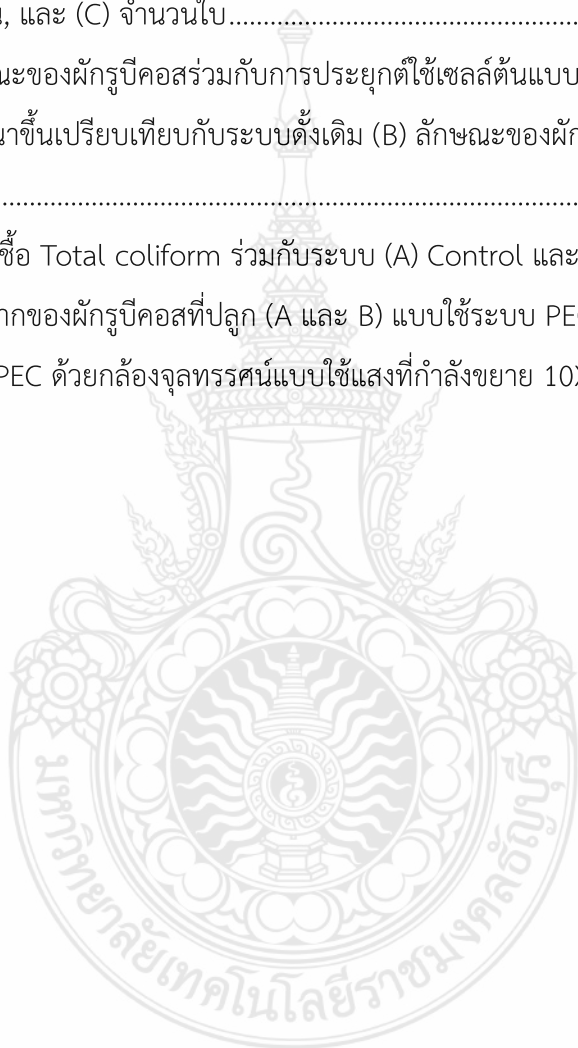 , และ (C) จำนวนใบ
ณะของผักรูบีคอสร่วมกับการประยุกต์ใช้เซลล์ต้นแบบ
นาขึ้นเปรียบเทียบกับระบบดั้งเดิม (B) ลักษณะของผัก
ชื้อ Total coliform ร่วมกับระบบ (A) Control และ
ากของผักรูบีคอสที่ปลูก (A และ B) แบบใช้ระบบ PE
PEC ด้วยกล้องจุลทรรศน์แบบใช้แสงที่กำลังขยาย 10X
มหาวิทยาลัยเทคโนโลยีราชมงคลธัญบุรี